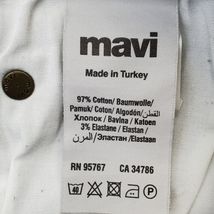 mavi
Made in Turkey
97% Cotton/ Baumwolle/
Pamuk/ Coton/ Algodón/ القطن/
Хлопок / Bavlna / Katoen
3% Elastane/ Elastan/
المرن/ Эластан / Elastaan
RN 95767 CA 34786
40